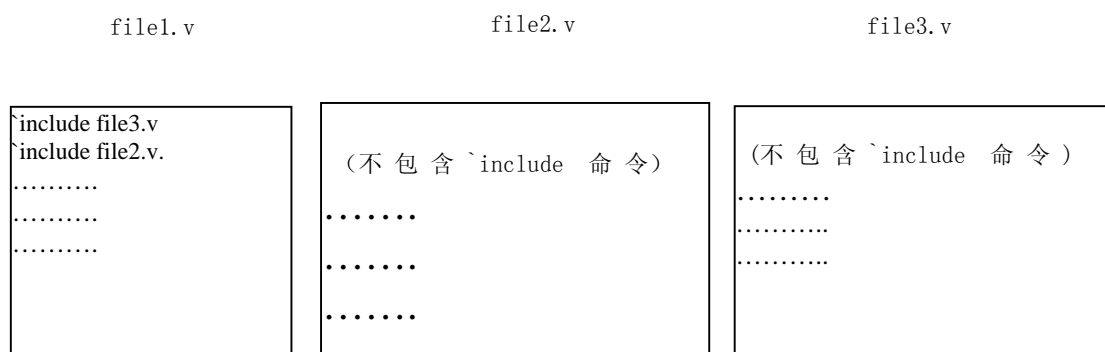 file1.v
file2.v
file3.v
`include file3.v
`include file2.v.
……….
……….
……….
(不 包 含 `include 命 令)
.......
.......
.......
(不 包 含 `include 命 令 )
………
………..
………..